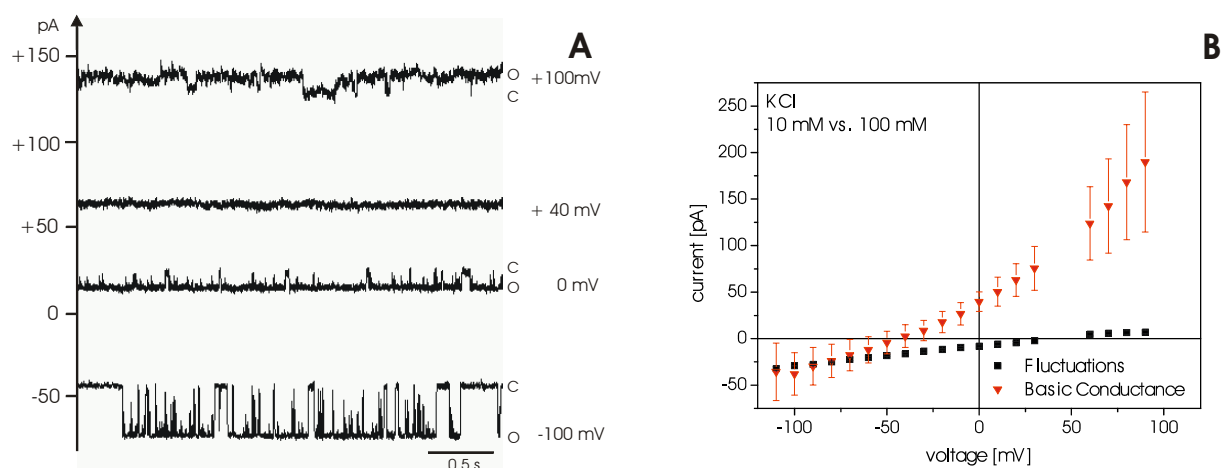 pA
A
+150
O
+100mV
C
+100
+ 40 mV
+50
C
O
0 mV
0
C
-50
O
-100 mV
0.5 s
B
KCl
10 mM vs. 100 mM
250
200
150
100
50
0
-50
current [pA]
Fluctuations
Basic Conductance
-100
-50
0
50
100
voltage [mV]